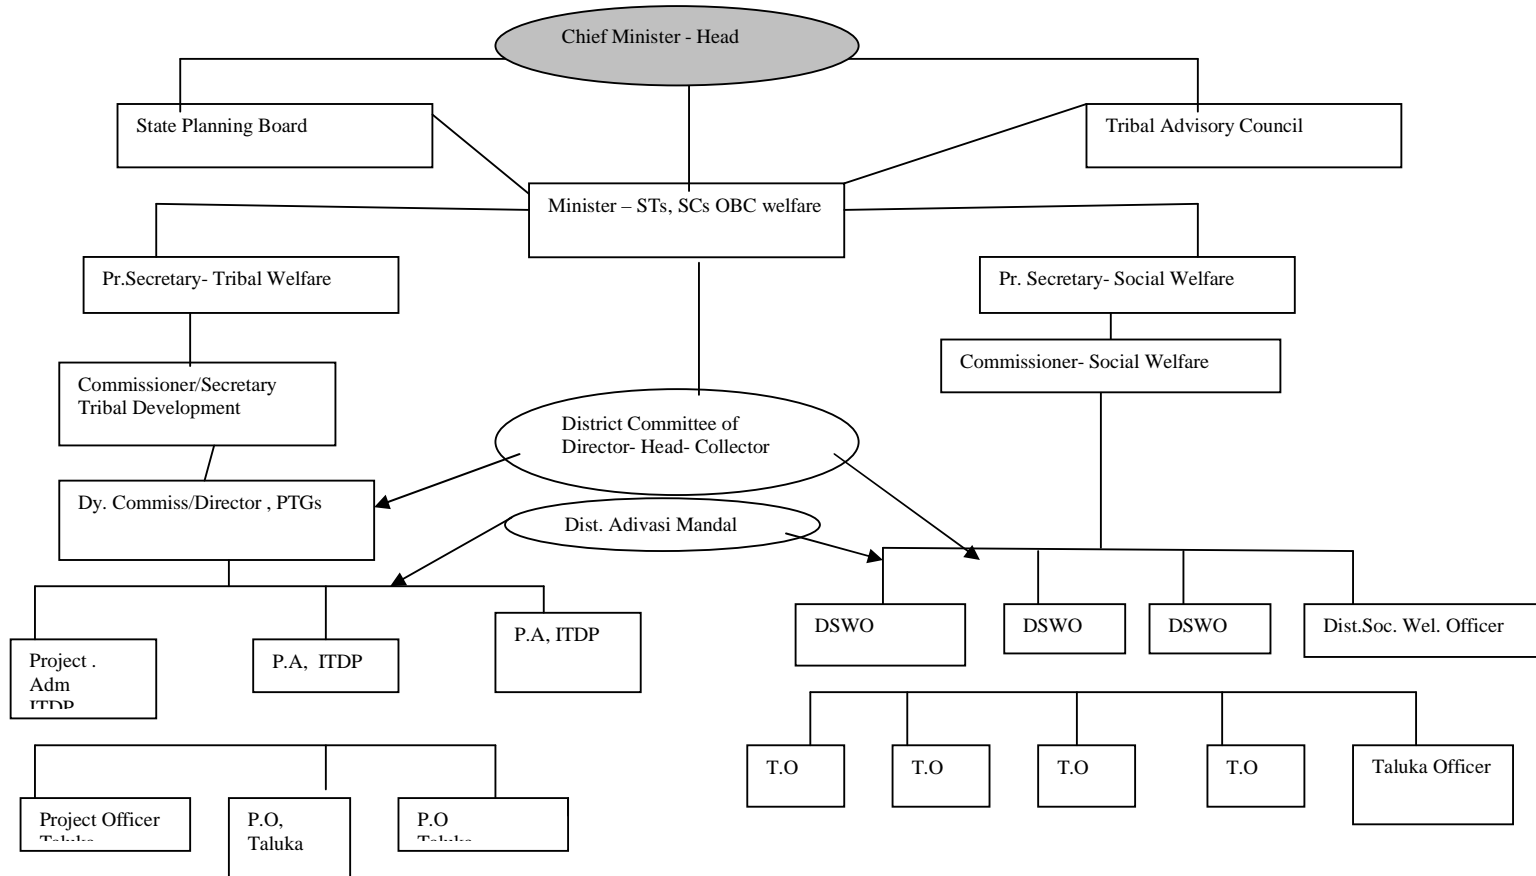 Chief Minister - Head
State Planning Board
Tribal Advisory Council
Minister – STs, SCs OBC welfare
Pr.Secretary- Tribal Welfare
Pr. Secretary- Social Welfare
Commissioner- Social Welfare
Commissioner/Secretary
Tribal Development
District Committee of
Director- Head- Collector
Dy. Commiss/Director , PTGs
Dist. Adivasi Mandal
Project .
Adm
ITDP
P.A, ITDP
P.A, ITDP
DSWO
DSWO
DSWO
Dist.Soc. Wel. Officer
T.O
T.O
T.O
T.O
Taluka Officer
Project Officer
Taluka
P.O,
Taluka
P.O
Taluka